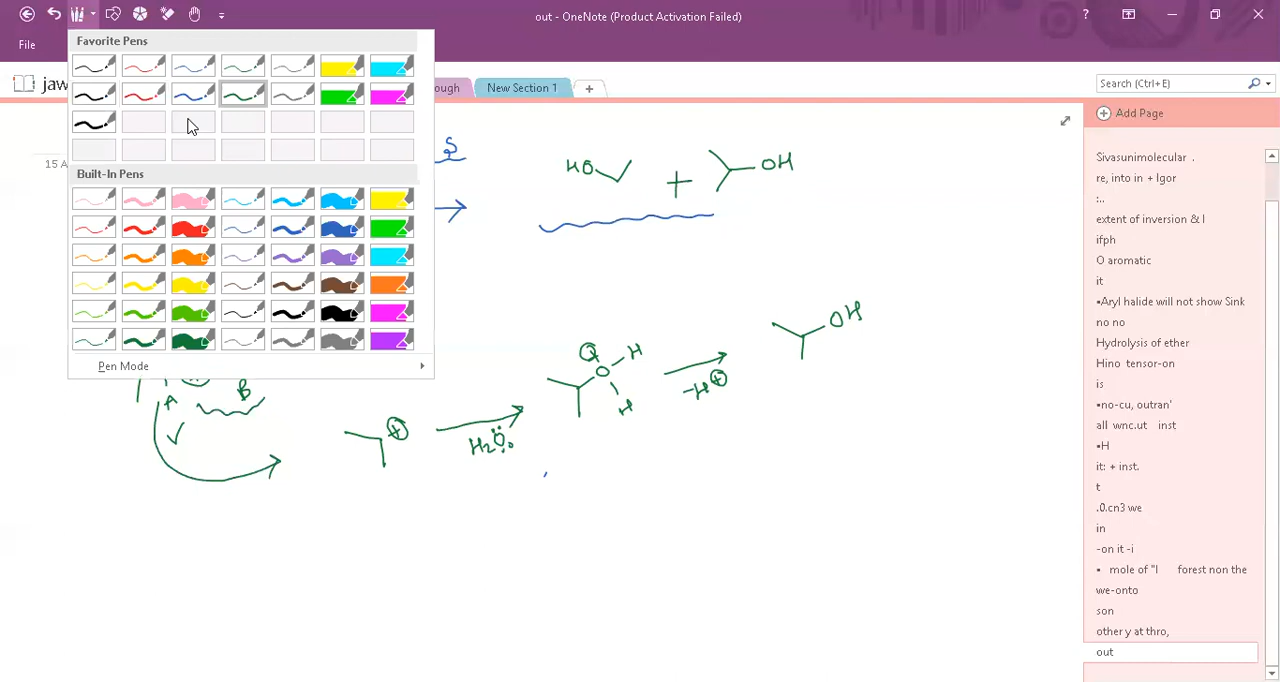 out - OneNote (Product Activation Failed)
?
File
Favorite Pens
Built-In Pens
Pen Mode
jaw
ough
New Section 1
Search (Ctrl+E)
Add Page
15 A
S
HO + OH
OH
⊕
O H
H
-H⊕
A
B
⊕
H2O
Sivasunimolecular .
re, into in + Igor
:..
extent of inversion & l
ifph
O aromatic
it
•Aryl halide will not show Sink
no no
Hydrolysis of ether
Hino tensor-on
is
•no-cu, outran'
all wnc.ut inst
•H
it: + inst.
t
.0.cn3 we
in
-on it -i
• mole of "I forest non the
we-onto
son
other y at thro,
out